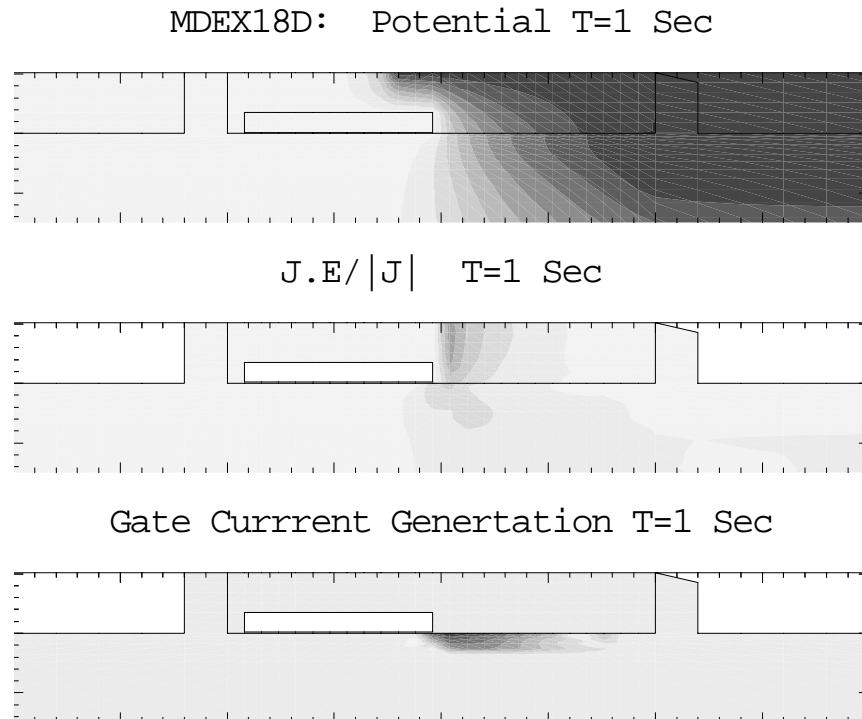 MDEX18D: Potential T=1 Sec
J.E/|J| T=1 Sec
Gate Currrent Genertation T=1 Sec